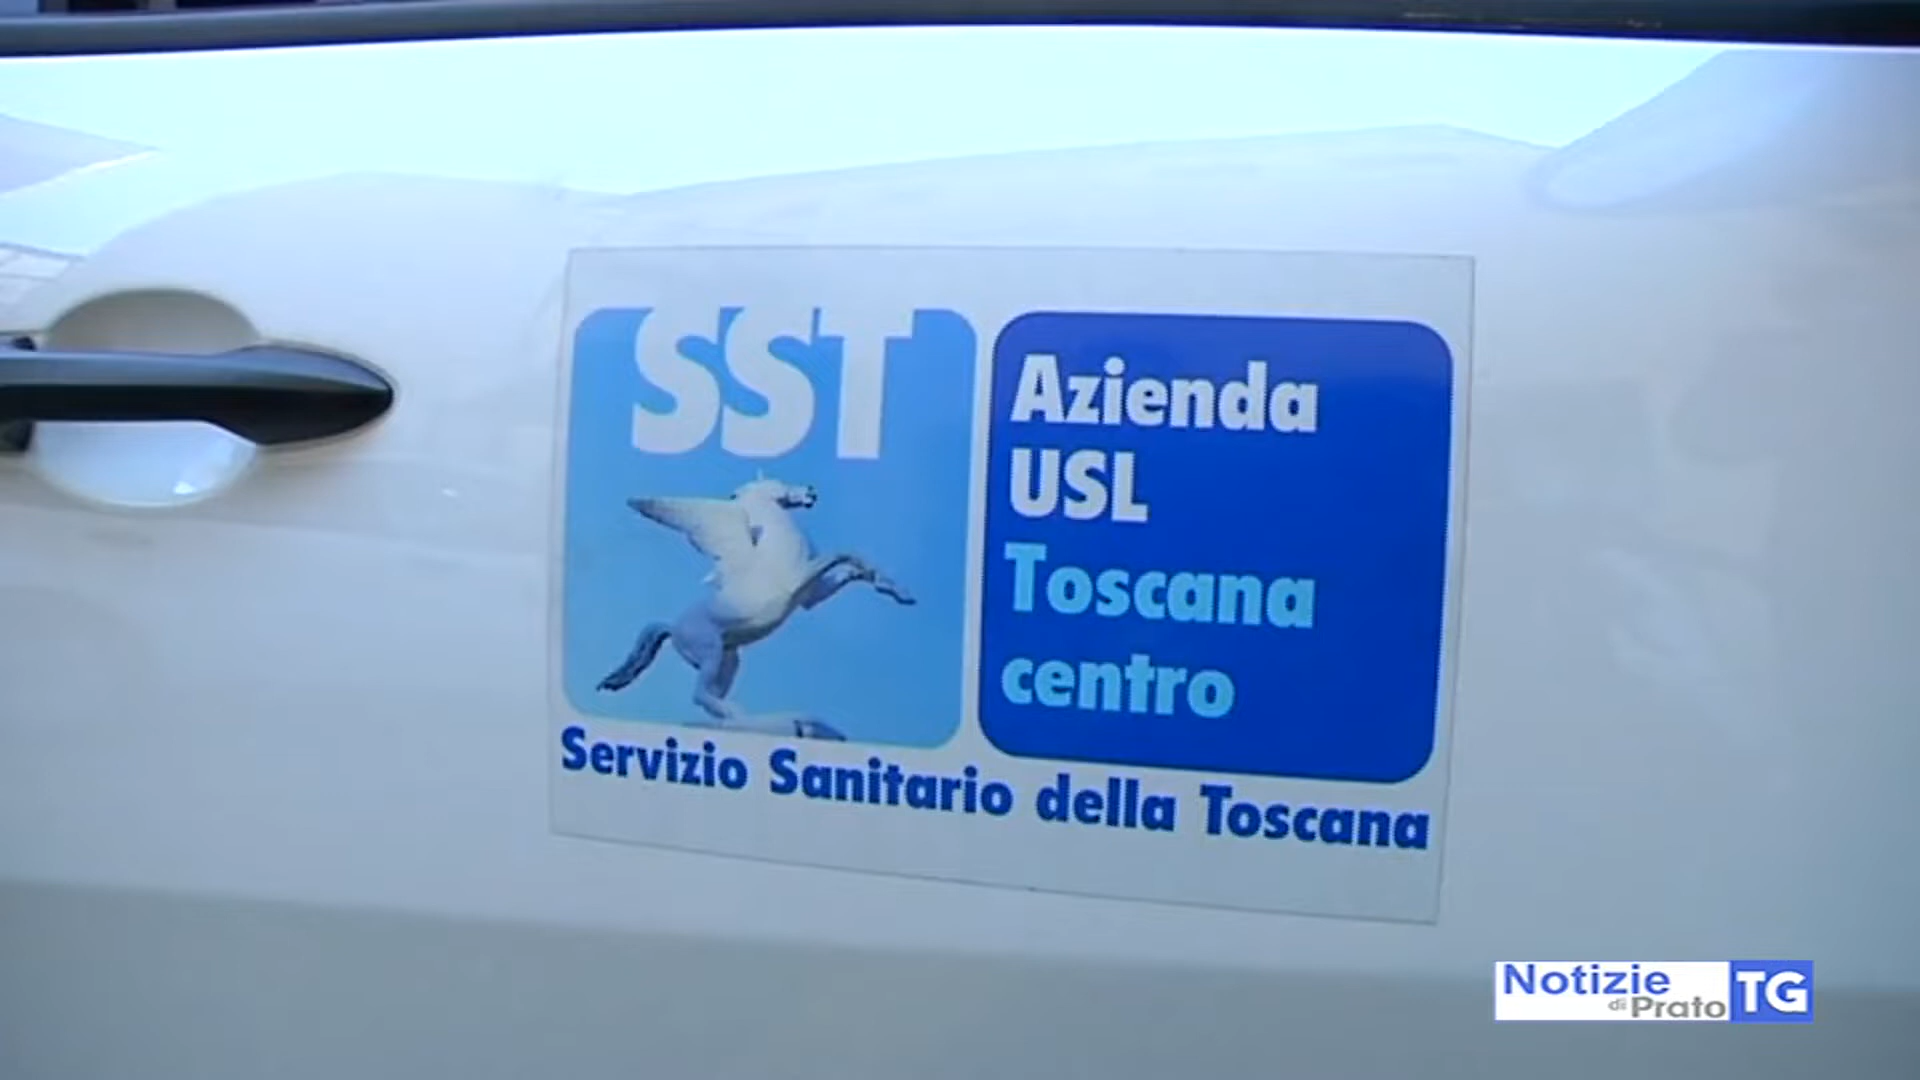 SST
Azienda
USL
Toscana
centro
Servizio Sanitario della Toscana
Notizie
di Prato
TG